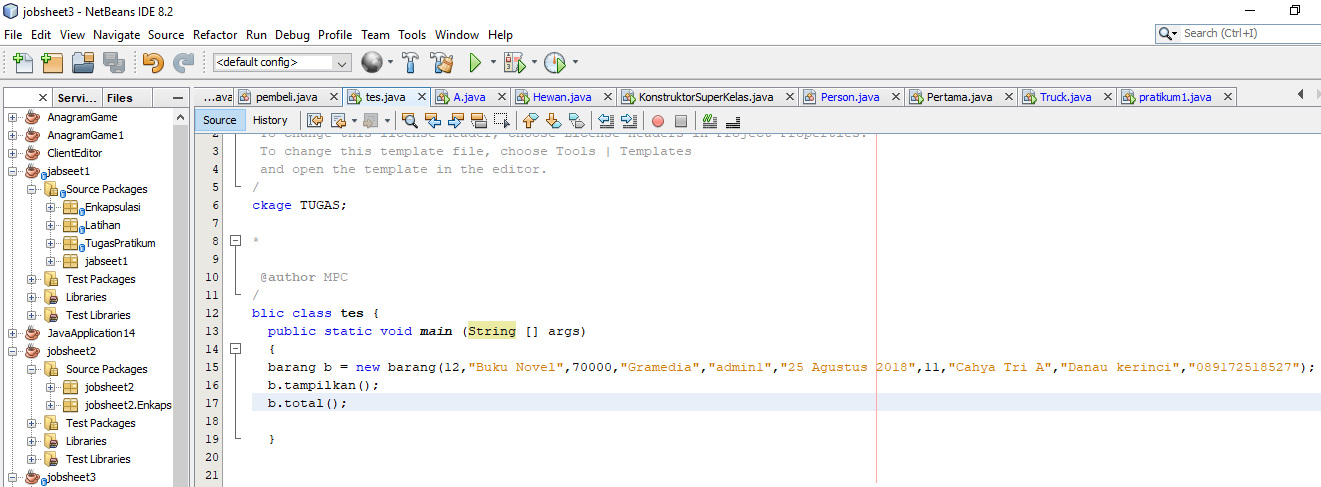 jobsheet3 - NetBeans IDE 8.2
File Edit View Navigate Source Refactor Run Debug Profile Team Tools Window Help
Search (Ctrl+I)
<default config>
Servi... Files
...ava pembeli.java tes.java A.java Hewan.java KonstruktorSuperKelas.java Person.java Pertama.java Truck.java pratikum1.java
Source History
AnagramGame
AnagramGame1
ClientEditor
jabseet1
Source Packages
Enkapsulasi
Latihan
TugasPratikum
jabseet1
Test Packages
Libraries
Test Libraries
JavaApplication14
jobsheet2
Source Packages
jobsheet2
jobsheet2.Enkaps
Test Packages
Libraries
Test Libraries
jobsheet3
2 To change this license header, choose License Headers in Project Properties.
3 To change this template file, choose Tools | Templates
4 and open the template in the editor.
5 /
6 ckage TUGAS;
7
8 *
9
10 @author MPC
11 /
12 blic class tes {
13 public static void main (String [] args)
14 {
15 barang b = new barang(12,"Buku Novel",70000,"Gramedia","admin1","25 Agustus 2018",11,"Cahya Tri A","Danau kerinci","089172518527");
16 b.tampilkan();
17 b.total();
18
19 }
20
21